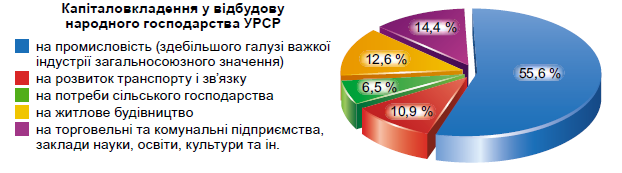 Капіталовкладення у відбудову
народного господарства УРСР
на промисловість (здебільшого галузі важкої
індустрії загальносоюзного значення)
на розвиток транспорту і зв'язку
на потреби сільського господарства
на житлове будівництво
на торговельні та комунальні підприємства,
заклади науки, освіти, культури та ін.
14,4 %
12,6 %
6,5 %
10,9 %
55,6 %